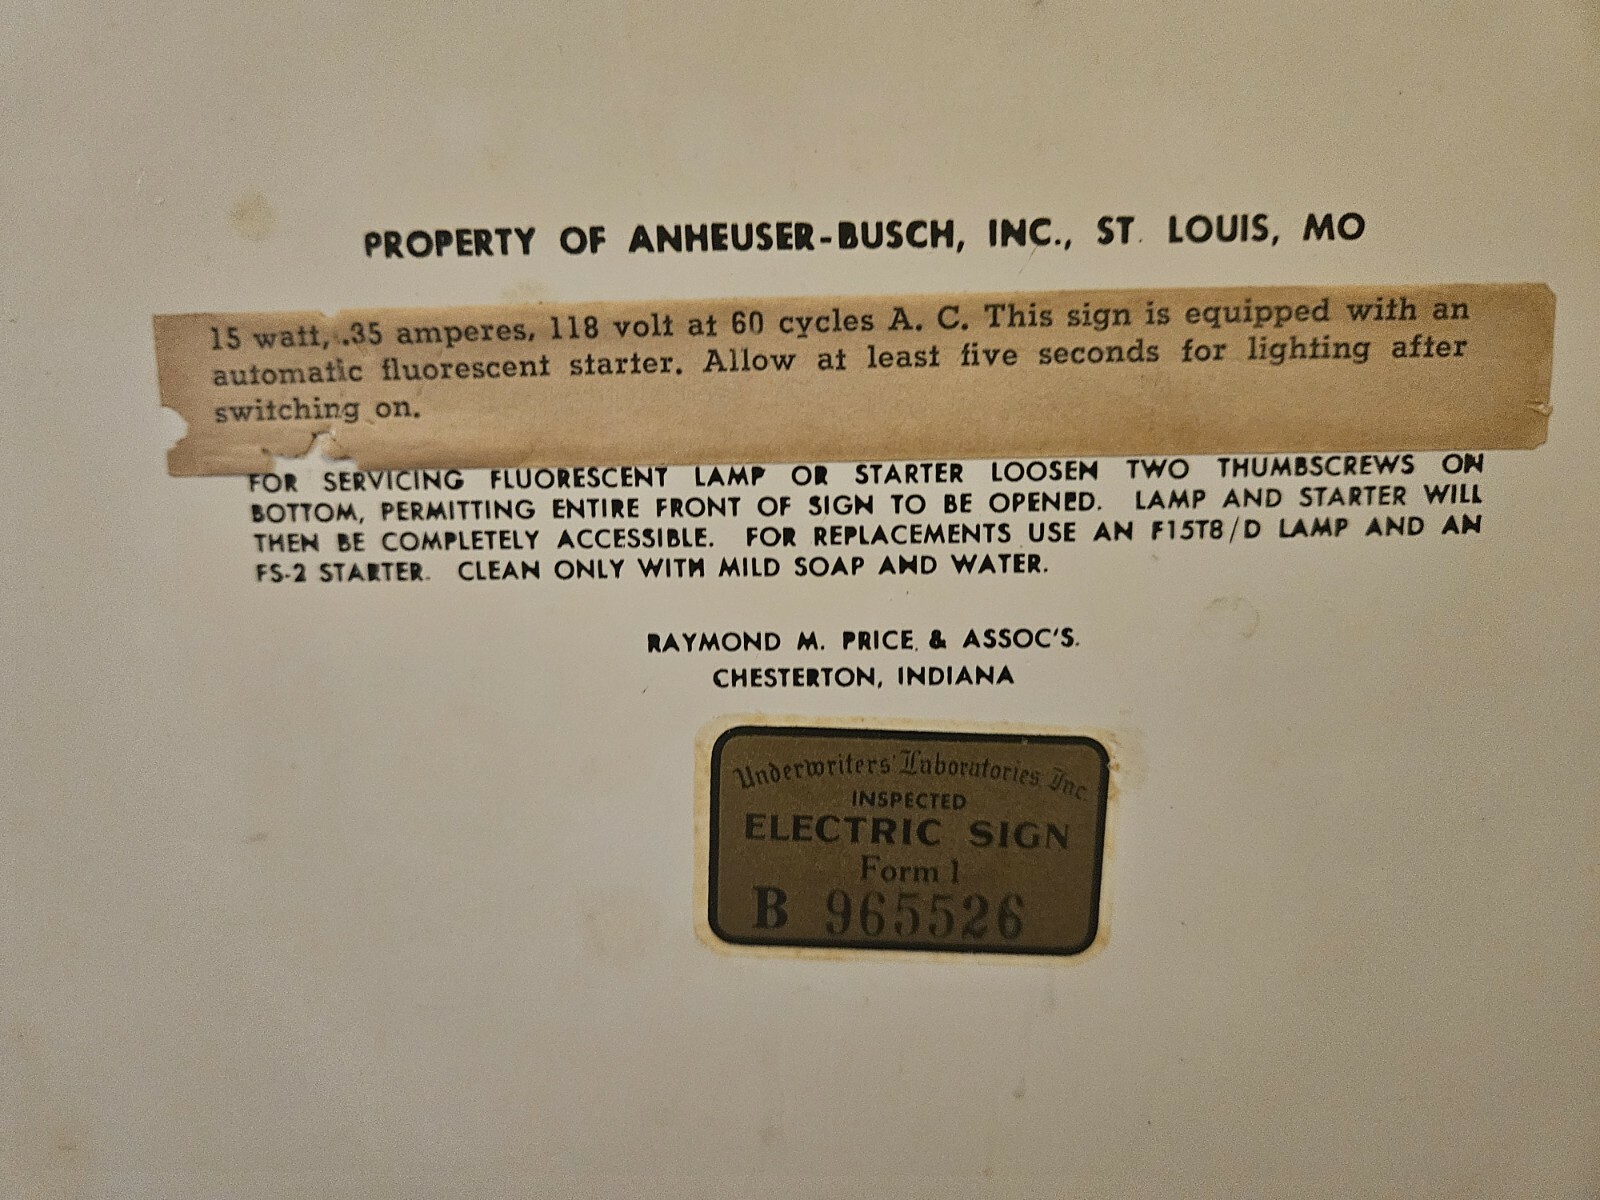 PROPERTY OF ANHEUSER-BUSCH, INC., ST. LOUIS, MO
15 watt, .35 amperes, 118 volt at 60 cycles A. C. This sign is equipped with an
automatic fluorescent starter. Allow at least five seconds for lighting after
switching on.
FOR SERVICING FLUORESCENT LAMP OR STARTER LOOSEN TWO THUMBSCREWS ON
BOTTOM, PERMITTING ENTIRE FRONT OF SIGN TO BE OPENED. LAMP AND STARTER WILL
THEN BE COMPLETELY ACCESSIBLE. FOR REPLACEMENTS USE AN F15T8/D LAMP AND AN
FS-2 STARTER. CLEAN ONLY WITH MILD SOAP AND WATER.
RAYMOND M. PRICE & ASSOC'S.
CHESTERTON, INDIANA
Underwriters' Laboratories, Inc.
INSPECTED
ELECTRIC SIGN
Form 1
B 965526